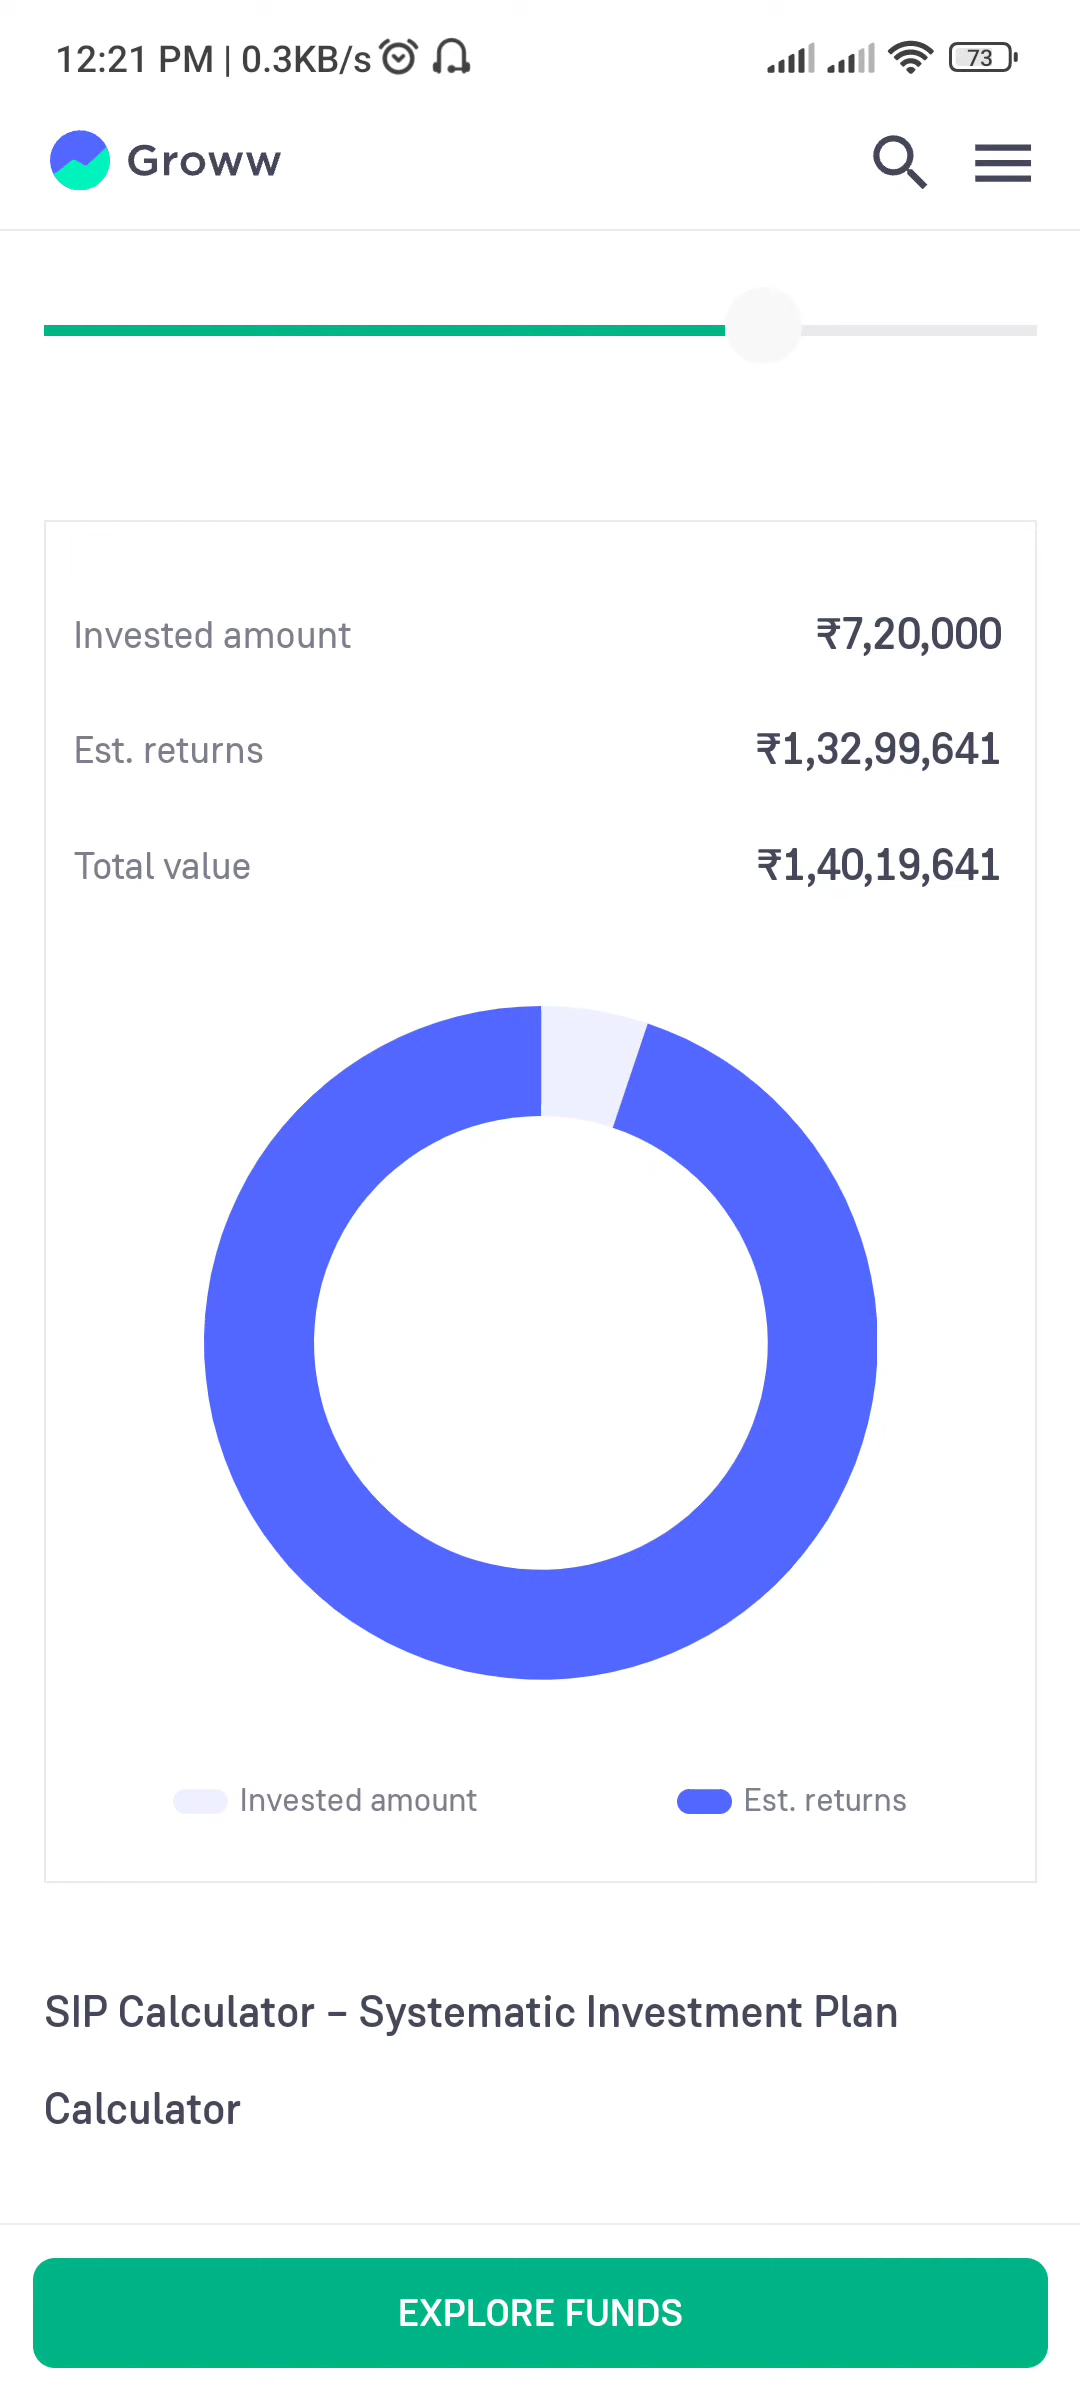 12:21 PM | 0.3KB/s
73
Groww
Invested amount ₹7,20,000
Est. returns ₹1,32,99,641
Total value ₹1,40,19,641
Invested amount Est. returns
SIP Calculator – Systematic Investment Plan
Calculator
EXPLORE FUNDS